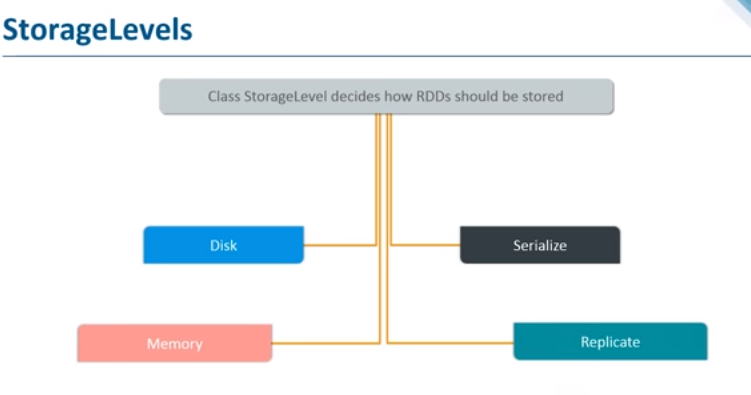 StorageLevels
Class StorageLevel decides how RDDs should be stored
Disk
Serialize
Memory
Replicate